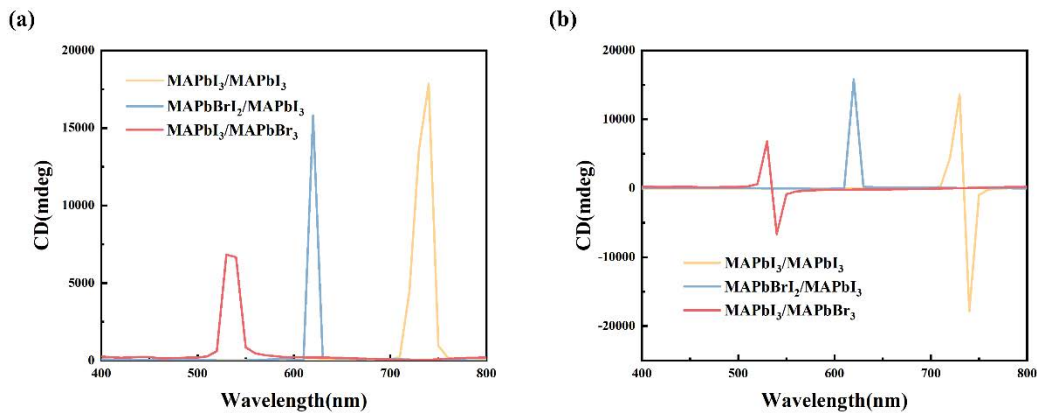 (a)
20000
15000
10000
5000
0
CD(mdeg)
MAPbI₃/MAPbI₃
MAPbBrI₂/MAPbI₃
MAPbI₃/MAPbBr₃
400 500 600 700 800
Wavelength(nm)
(b)
20000
10000
0
-10000
-20000
CD(mdeg)
MAPbI₃/MAPbI₃
MAPbBrI₂/MAPbI₃
MAPbI₃/MAPbBr₃
400 500 600 700 800
Wavelength(nm)